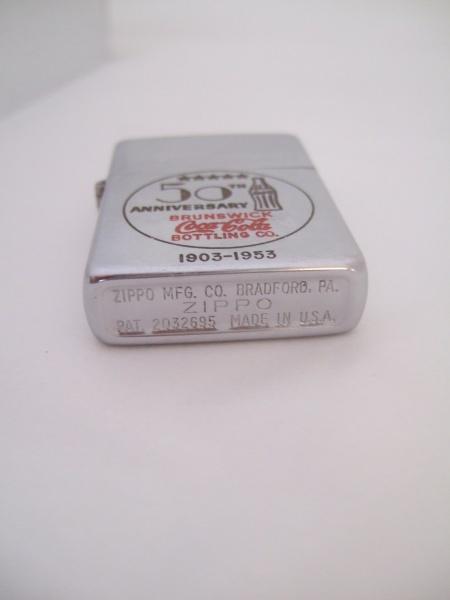 ★★★★★
50TH
ANNIVERSARY
BRUNSWICK
Coca-Cola
BOTTLING CO.
1903-1953
ZIPPO MFG. CO. BRADFORD, PA.
ZIPPO
PAT. 2032695 MADE IN U.S.A.